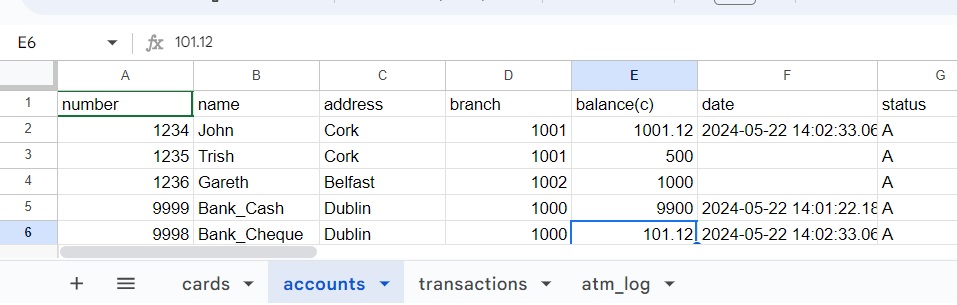 E6 fx 101.12
A B C D E F G
1 number name address branch balance(c) date status
2 1234 John Cork 1001 1001.12 2024-05-22 14:02:33.06 A
3 1235 Trish Cork 1001 500 A
4 1236 Gareth Belfast 1002 1000 A
5 9999 Bank_Cash Dublin 1000 9900 2024-05-22 14:01:22.18 A
6 9998 Bank_Cheque Dublin 1000 101.12 2024-05-22 14:02:33.06 A
+ cards accounts transactions atm_log